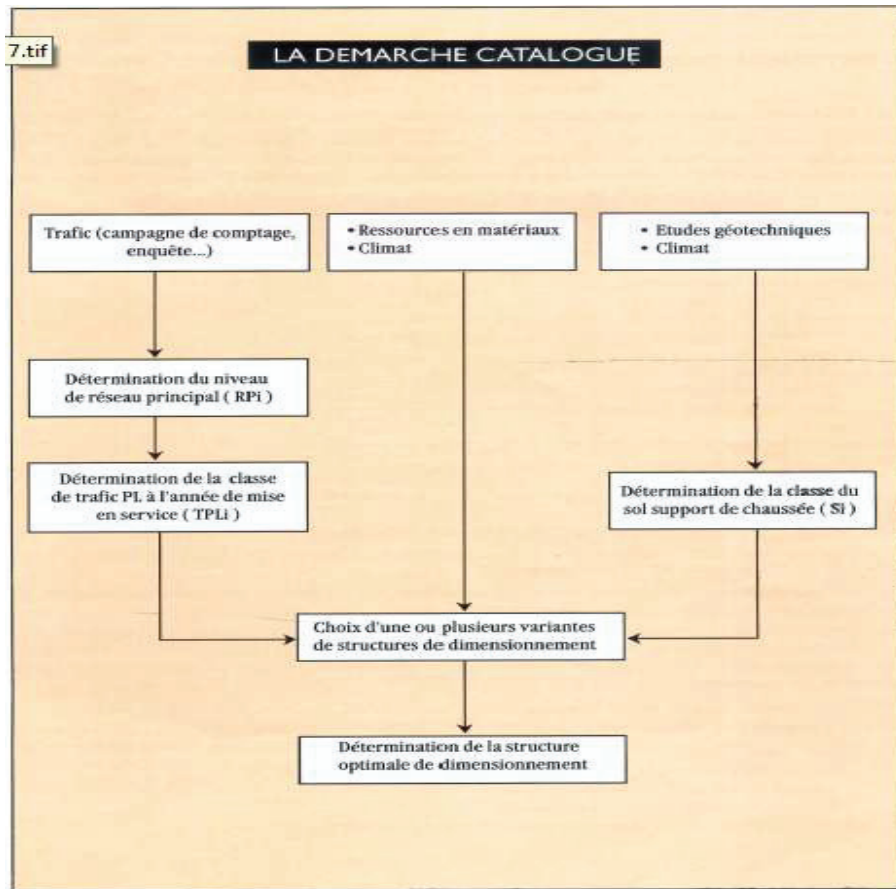 7.tif
LA DEMARCHE CATALOGUE
Trafic (campagne de comptage,
enquête...)
• Ressources en matériaux
• Climat
• Etudes géotechniques
• Climat
Détermination du niveau
de réseau principal ( RPi )
Détermination de la classe
de trafic PL à l'année de mise
en service ( TPLi )
Détermination de la classe du
sol support de chaussée ( Si )
Choix d'une ou plusieurs variantes
de structures de dimensionnement
Détermination de la structure
optimale de dimensionnement